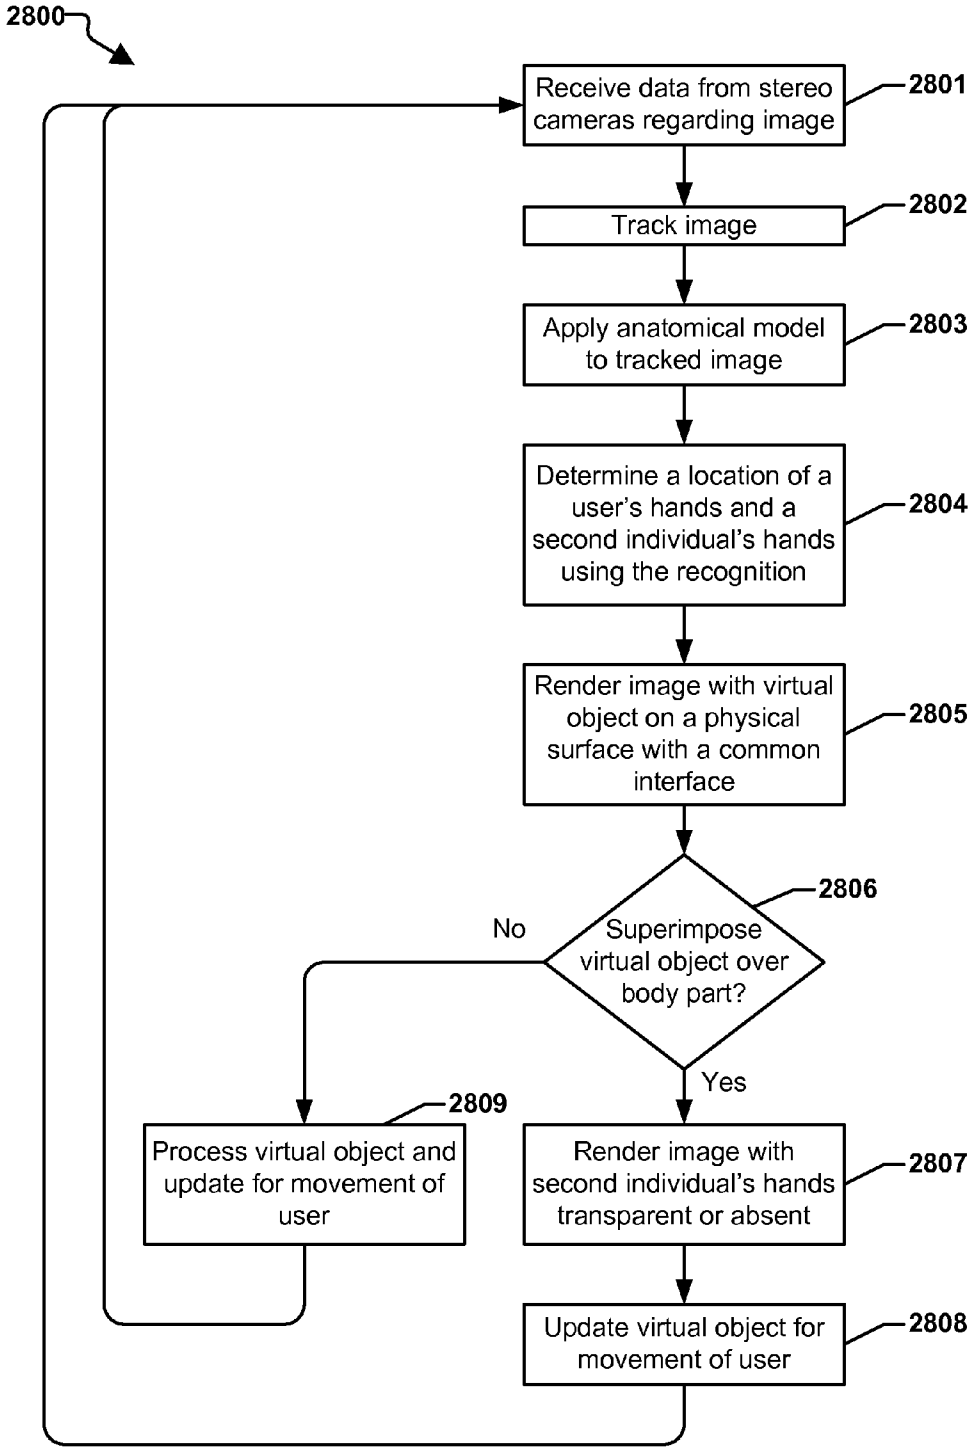 2800
Receive data from stereo
cameras regarding image
2801
Track image
2802
Apply anatomical model
to tracked image
2803
Determine a location of a
user's hands and a
second individual's hands
using the recognition
2804
Render image with virtual
object on a physical
surface with a common
interface
2805
Superimpose
virtual object over
body part?
2806
No
Yes
2809
Process virtual object and
update for movement of
user
Render image with
second individual's hands
transparent or absent
2807
Update virtual object for
movement of user
2808